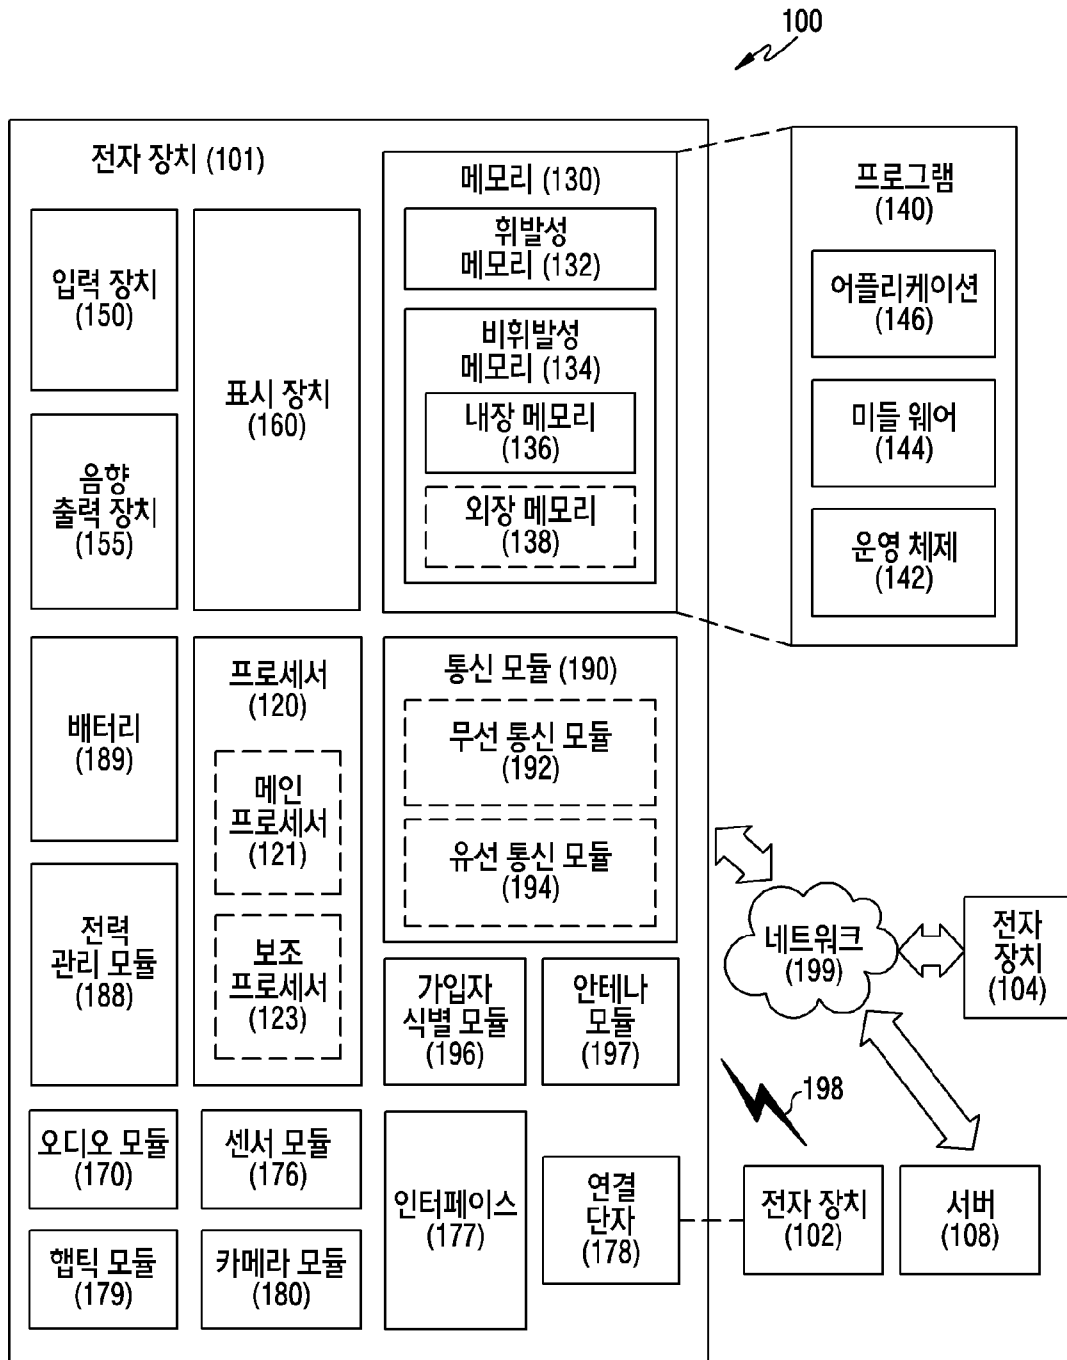 100
전자 장치 (101)
입력 장치
(150)
음향
출력 장치
(155)
표시 장치
(160)
메모리 (130)
휘발성
메모리 (132)
비휘발성
메모리 (134)
내장 메모리
(136)
외장 메모리
(138)
프로그램
(140)
어플리케이션
(146)
미들 웨어
(144)
운영 체제
(142)
배터리
(189)
전력
관리 모듈
(188)
프로세서
(120)
메인
프로세서
(121)
보조
프로세서
(123)
통신 모듈 (190)
무선 통신 모듈
(192)
유선 통신 모듈
(194)
가입자
식별 모듈
(196)
안테나
모듈
(197)
네트워크
(199)
전자
장치
(104)
198
오디오 모듈
(170)
센서 모듈
(176)
햅틱 모듈
(179)
카메라 모듈
(180)
인터페이스
(177)
연결
단자
(178)
전자 장치
(102)
서버
(108)